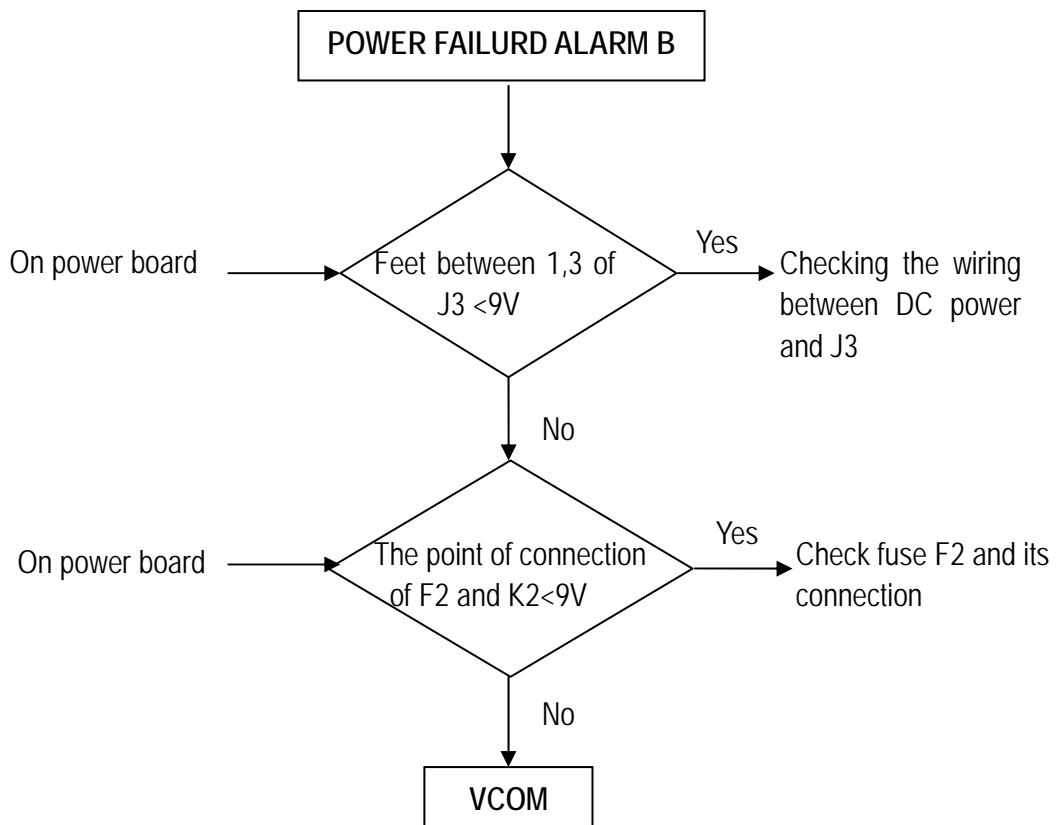 POWER FAILURD ALARM B
On power board
Feet between 1,3 of
J3 <9V
Yes
Checking the wiring
between DC power
and J3
No
On power board
The point of connection
of F2 and K2<9V
Yes
Check fuse F2 and its
connection
No
VCOM